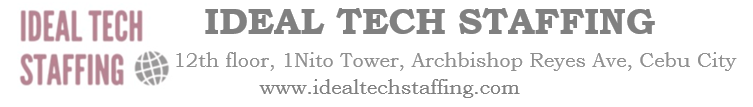 IDEAL TECH
STAFFING
IDEAL TECH STAFFING
12th floor, 1Nito Tower, Archbishop Reyes Ave, Cebu City
www.idealtechstaffing.com